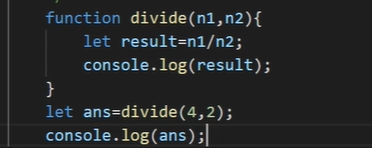 function divide(n1,n2){
    let result=n1/n2;
    console.log(result);
}
let ans=divide(4,2);
console.log(ans);